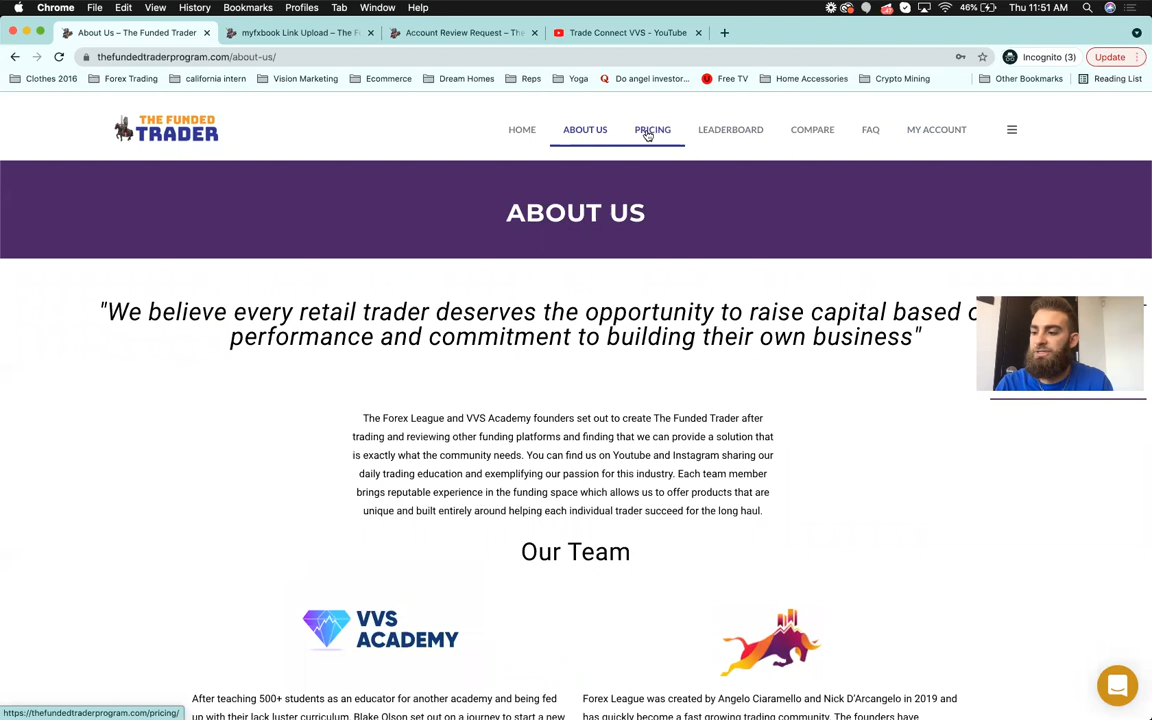 Chrome File Edit View History Bookmarks Profiles Tab Window Help 46% Thu 11:51 AM
About Us – The Funded Trader myfxbook Link Upload – The F Account Review Request – The Trade Connect VVS - YouTube
thefundedtraderprogram.com/about-us/ Incognito (3) Update
Clothes 2016 Forex Trading california intern Vision Marketing Ecommerce Dream Homes Reps Yoga Do angel investor... Free TV Home Accessories Crypto Mining Other Bookmarks Reading List
THE FUNDED
TRADER
HOME ABOUT US PRICING LEADERBOARD COMPARE FAQ MY ACCOUNT
ABOUT US
"We believe every retail trader deserves the opportunity to raise capital based
performance and commitment to building their own business"
The Forex League and VVS Academy founders set out to create The Funded Trader after
trading and reviewing other funding platforms and finding that we can provide a solution that
is exactly what the community needs. You can find us on Youtube and Instagram sharing our
daily trading education and exemplifying our passion for this industry. Each team member
brings reputable experience in the funding space which allows us to offer products that are
unique and built entirely around helping each individual trader succeed for the long haul.
Our Team
VVS
ACADEMY
After teaching 500+ students as an educator for another academy and being fed
up with their lack luster curriculum, Blake Olson set out on a journey to start a new
Forex League was created by Angelo Ciaramello and Nick D'Arcangelo in 2019 and
has quickly become a fast growing trading community. The founders have
https://thefundedtraderprogram.com/pricing/